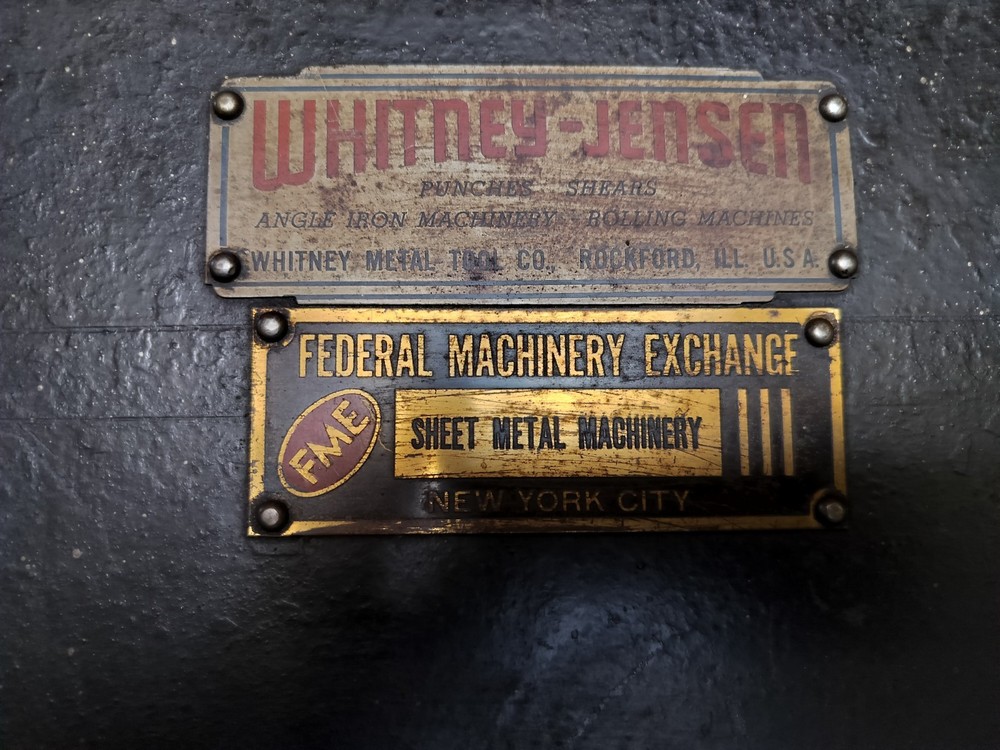 WHITNEY-JENSEN
PUNCHES SHEARS
ANGLE IRON MACHINERY - ROLLING MACHINES
WHITNEY METAL TOOL CO., ROCKFORD, ILL. U.S.A.
FEDERAL MACHINERY EXCHANGE
FME
SHEET METAL MACHINERY
NEW YORK CITY